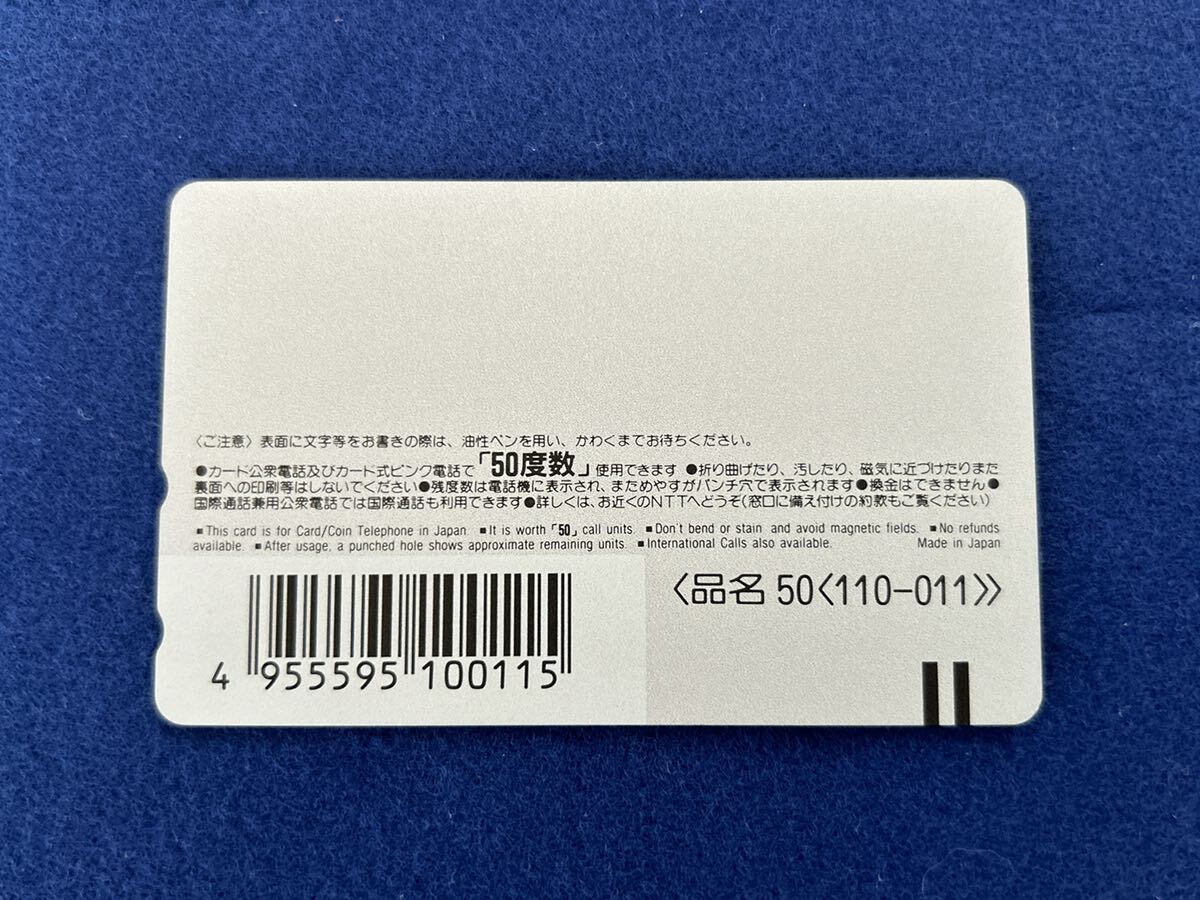 〈ご注意〉表面に文字等をお書きの際は、油性ペンを用い、かわくまでお待ちください。
●カード公衆電話及びカード式ピンク電話で「50度数」使用できます ●折り曲げたり、汚したり、磁気に近づけたりまた
裏面への印刷等はしないでください●残度数は電話機に表示され、まためやすがパンチ穴で表示されます●換金はできません●
国際通話兼用公衆電話では国際通話も利用できます●詳しくは、お近くのNTTへどうぞ(窓口に備え付けの約款もご覧ください)
■This card is for Card/Coin Telephone in Japan. ■It is worth「50」call units. ■Don't bend or stain and avoid magnetic fields. ■No refunds
available. ■After usage, a punched hole shows approximate remaining units. ■International Calls also available. Made in Japan
〈品名 50〈110-011〉〉
4 955595 100115